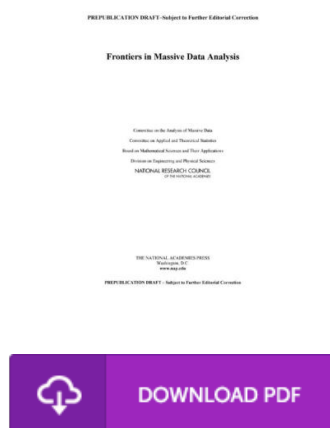 PREPUBLICATION DRAFT–Subject to Further Editorial Correction
Frontiers in Massive Data Analysis
Committee on the Analysis of Massive Data
Committee on Applied and Theoretical Statistics
Board on Mathematical Sciences and Their Applications
Division on Engineering and Physical Sciences
NATIONAL RESEARCH COUNCIL
OF THE NATIONAL ACADEMIES
THE NATIONAL ACADEMIES PRESS
Washington, D.C
www.nap.edu
PREPUBLICATION DRAFT – Subject to Further Editorial Correction
DOWNLOAD PDF